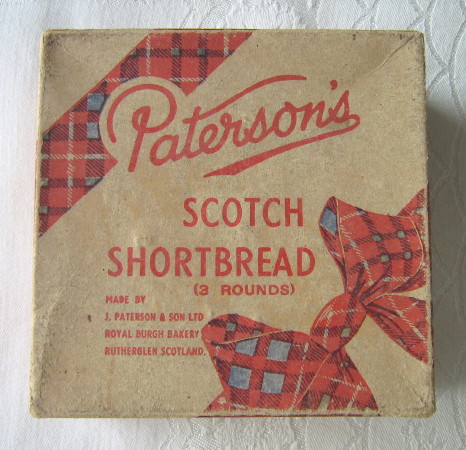 Paterson's
SCOTCH
SHORTBREAD
(3 ROUNDS)
MADE BY
J. PATERSON & SON LTD
ROYAL BURGH BAKERY
RUTHERGLEN SCOTLAND.